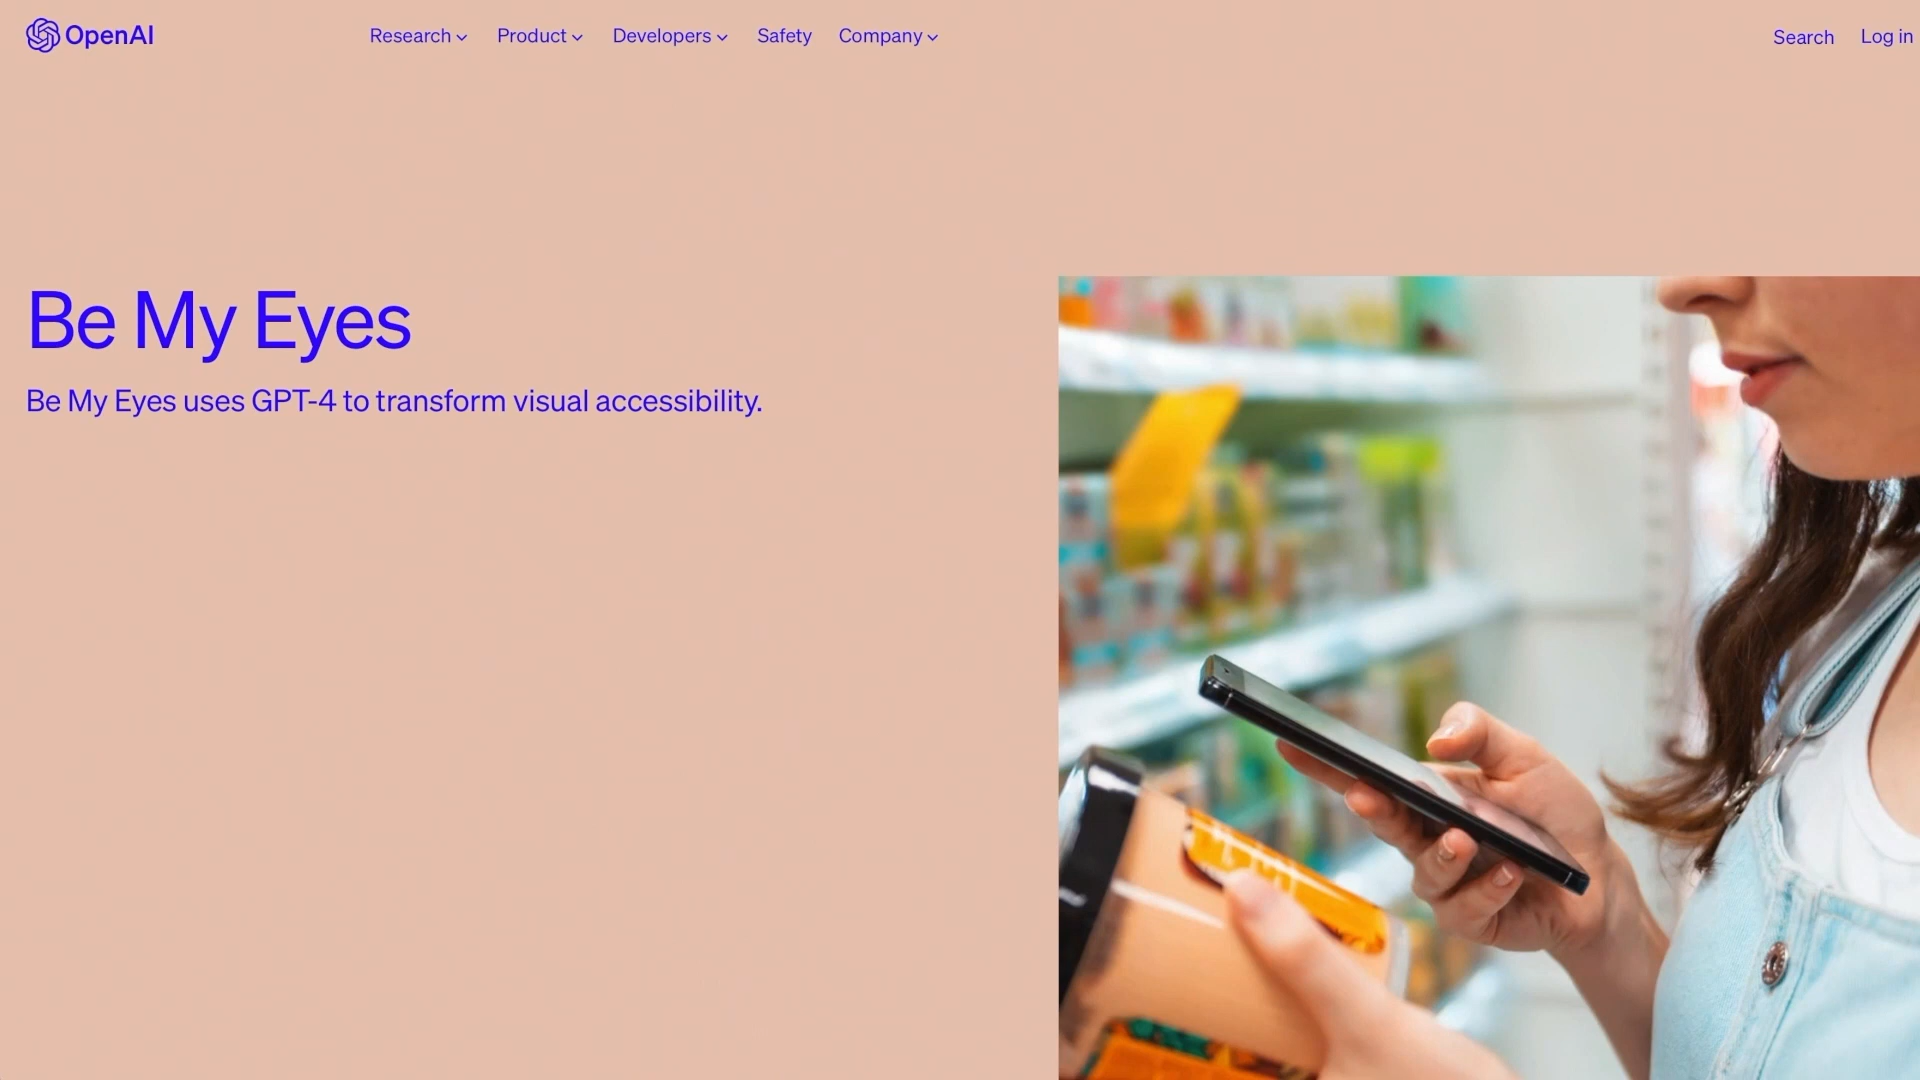 OpenAI
Research
Product
Developers
Safety
Company
Search
Log in
Be My Eyes
Be My Eyes uses GPT-4 to transform visual accessibility.